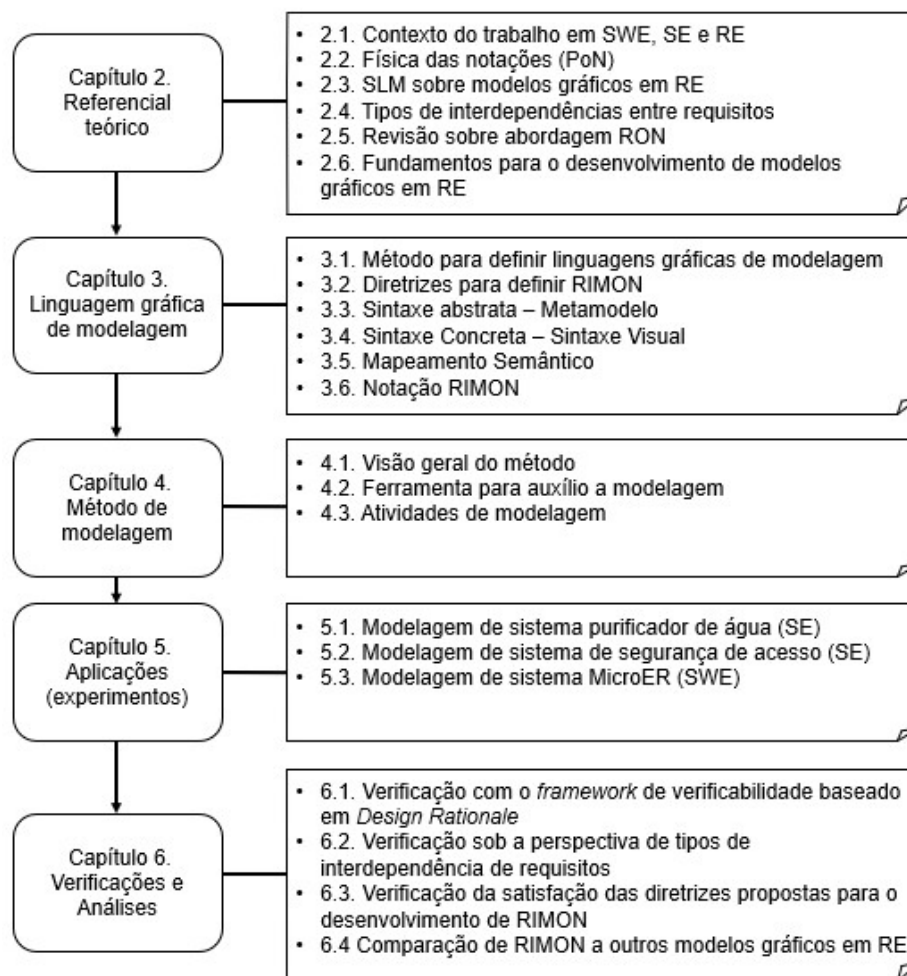 Capítulo 2.
Referencial
teórico
• 2.1. Contexto do trabalho em SWE, SE e RE
• 2.2. Física das notações (PoN)
• 2.3. SLM sobre modelos gráficos em RE
• 2.4. Tipos de interdependências entre requisitos
• 2.5. Revisão sobre abordagem RON
• 2.6. Fundamentos para o desenvolvimento de modelos
gráficos em RE
Capítulo 3.
Linguagem gráfica
de modelagem
• 3.1. Método para definir linguagens gráficas de modelagem
• 3.2. Diretrizes para definir RIMON
• 3.3. Sintaxe abstrata – Metamodelo
• 3.4. Sintaxe Concreta – Sintaxe Visual
• 3.5. Mapeamento Semântico
• 3.6. Notação RIMON
Capítulo 4.
Método de
modelagem
• 4.1. Visão geral do método
• 4.2. Ferramenta para auxílio a modelagem
• 4.3. Atividades de modelagem
Capítulo 5.
Aplicações
(experimentos)
• 5.1. Modelagem de sistema purificador de água (SE)
• 5.2. Modelagem de sistema de segurança de acesso (SE)
• 5.3. Modelagem de sistema MicroER (SWE)
Capítulo 6.
Verificações e
Análises
• 6.1. Verificação com o framework de verificabilidade baseado
em Design Rationale
• 6.2. Verificação sob a perspectiva de tipos de
interdependência de requisitos
• 6.3. Verificação da satisfação das diretrizes propostas para o
desenvolvimento de RIMON
• 6.4 Comparação de RIMON a outros modelos gráficos em RE